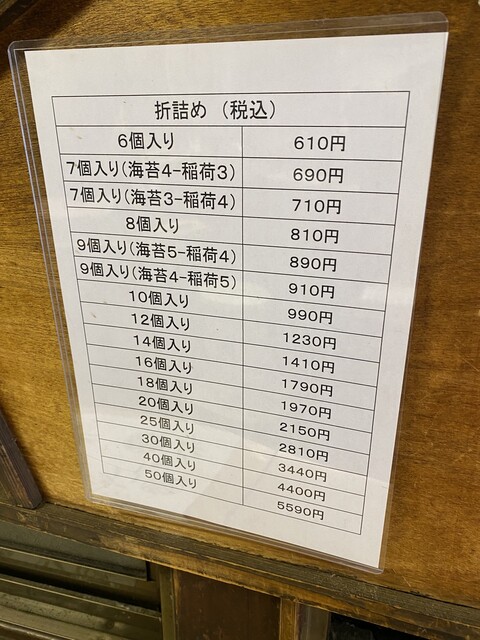 折詰め （税込）
6個入り 610円
7個入り(海苔4-稲荷3) 690円
7個入り(海苔3-稲荷4) 710円
8個入り 810円
9個入り(海苔5-稲荷4) 890円
9個入り(海苔4-稲荷5) 910円
10個入り 990円
12個入り 1230円
14個入り 1410円
16個入り 1790円
18個入り 1970円
20個入り 2150円
25個入り 2810円
30個入り 3440円
40個入り 4400円
50個入り 5590円